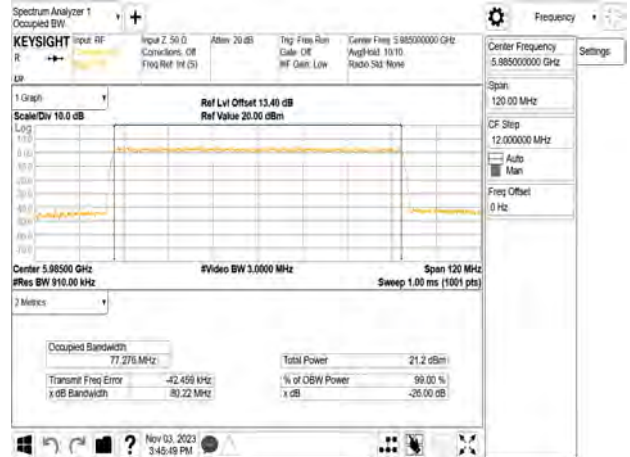 Spectrum Analyzer 1
Occupied BW
Frequency
KEYSIGHT
Input: RF
R
Input Z: 50 Ω
Corrections: Off
Freq Ref: Int (S)
Atten: 20 dB
Trig: Free Run
Gate: Off
#IF Gain: Low
Center Freq: 5.985000000 GHz
Avg|Hold: 10/10
Radio Std: None
Center Frequency
5.985000000 GHz
Settings
Span
120.00 MHz
CF Step
12.000000 MHz
Auto
Man
Freq Offset
0 Hz
1 Graph
Scale/Div 10.0 dB
Ref Lvl Offset 13.40 dB
Ref Value 20.00 dBm
Log
Center 5.98500 GHz
#Res BW 910.00 kHz
#Video BW 3.0000 MHz
Span 120 MHz
Sweep 1.00 ms (1001 pts)
2 Metrics
Occupied Bandwidth
77.276 MHz
Total Power 21.2 dBm
Transmit Freq Error -42.459 kHz
% of OBW Power 99.00 %
x dB Bandwidth 80.22 MHz
x dB -26.00 dB
?
Nov 03, 2023
3:45:49 PM